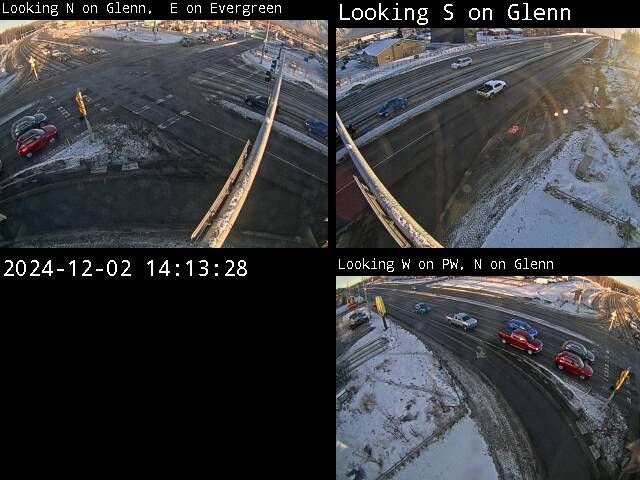 Looking N on Glenn, E on Evergreen
Looking S on Glenn
2024-12-02 14:13:28
Looking W on PW, N on Glenn